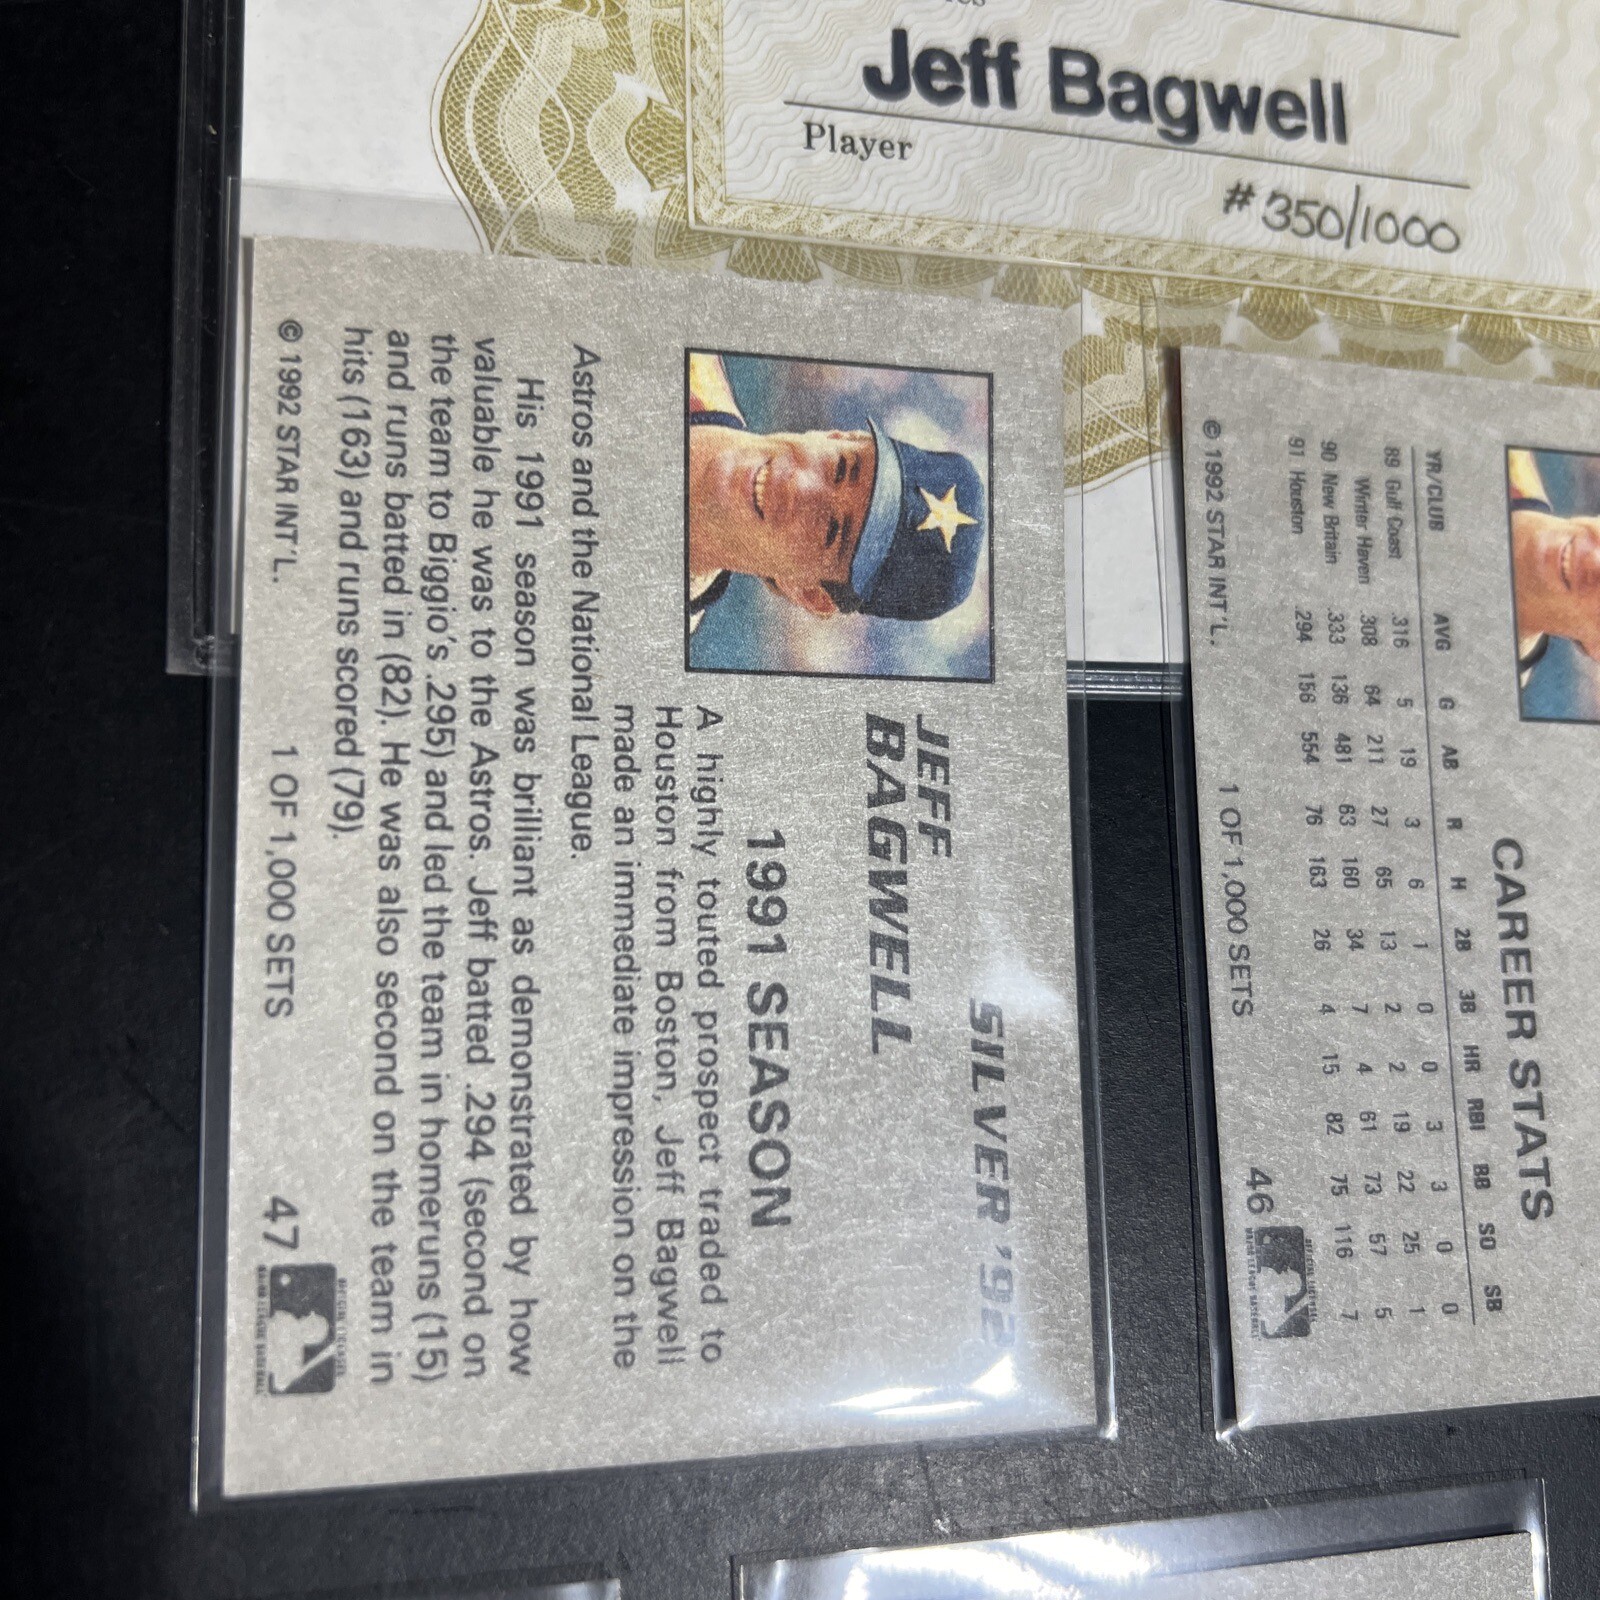 Jeff Bagwell
Player
#350/1000
SILVER '92
JEFF
BAGWELL
1991 SEASON
A highly touted prospect traded to
Houston from Boston, Jeff Bagwell
made an immediate impression on the
Astros and the National League.
His 1991 season was brilliant as demonstrated by how
valuable he was to the Astros. Jeff batted .294 (second on
the team to Biggio's .295) and led the team in homeruns (15)
and runs batted in (82). He was also second on the team in
hits (163) and runs scored (79).
© 1992 STAR INT'L. 1 OF 1,000 SETS 47
CAREER STATS
YR/CLUB AVG G AB R H 2B 3B HR RBI BB SO SB
89 Gulf Coast .316 5 19 3 6 1 0 0 3 3 0 0
Winter Haven .308 64 211 27 65 13 2 2 19 22 25 1
90 New Britain .333 136 481 63 160 34 7 4 61 73 57 5
91 Houston .294 156 554 76 163 26 4 15 82 75 116 7
© 1992 STAR INT'L. 1 OF 1,000 SETS 46